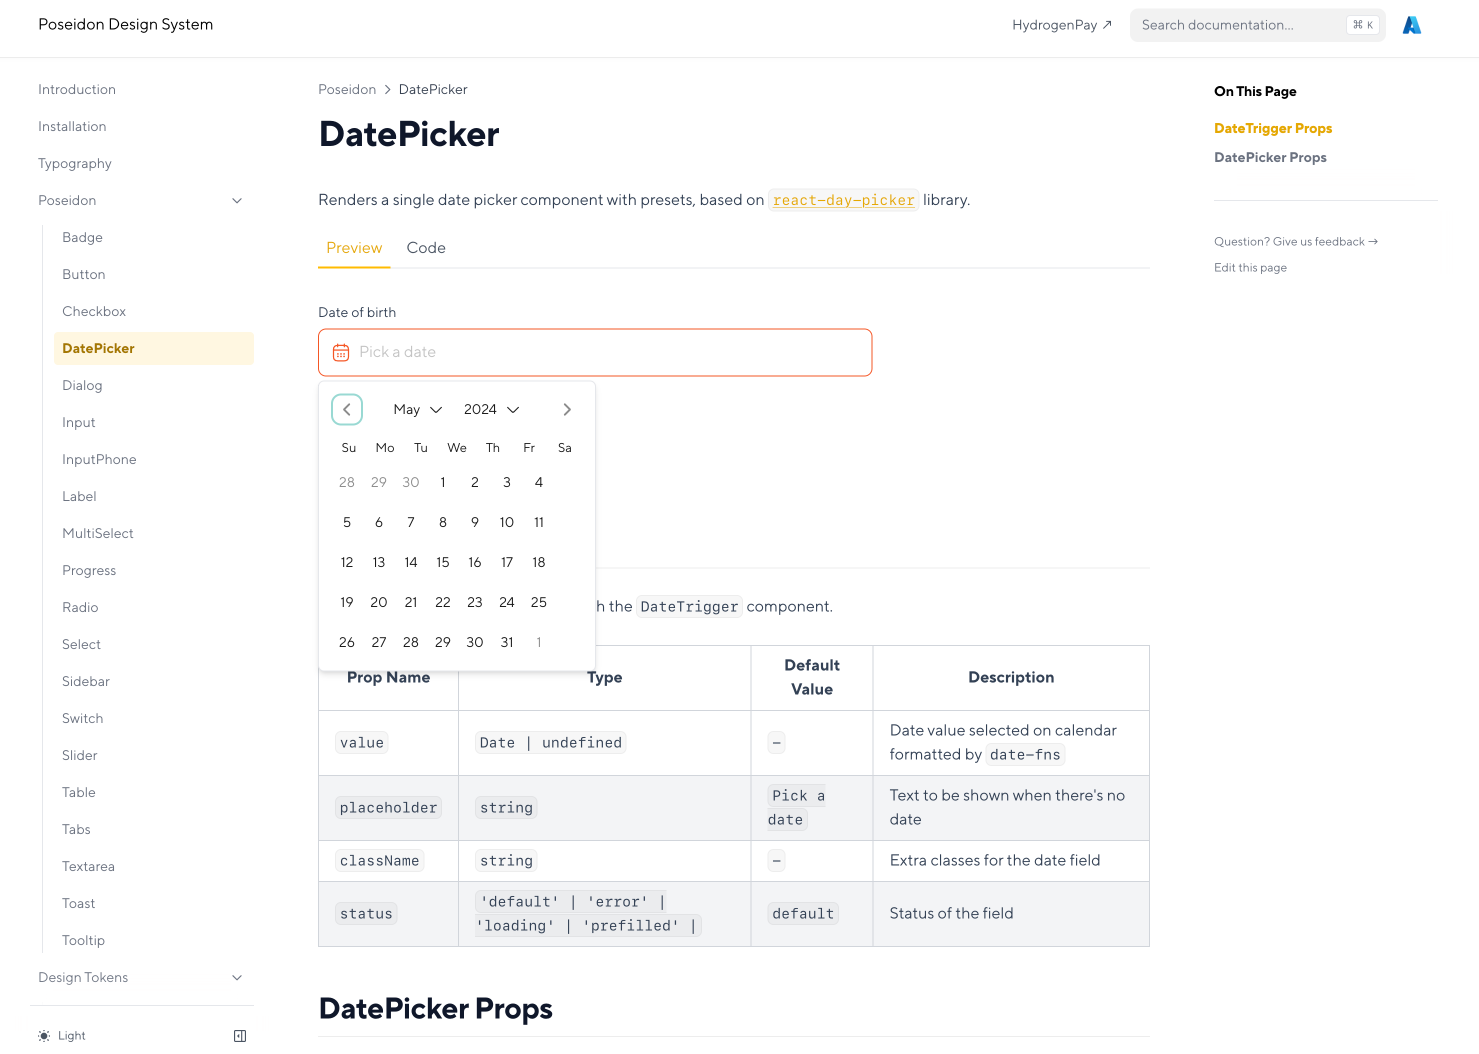 Poseidon Design System
HydrogenPay ↗
Search documentation...
⌘ K
Introduction
Installation
Typography
Poseidon
Badge
Button
Checkbox
DatePicker
Dialog
Input
InputPhone
Label
MultiSelect
Progress
Radio
Select
Sidebar
Switch
Slider
Table
Tabs
Textarea
Toast
Tooltip
Design Tokens
Light
Poseidon > DatePicker
DatePicker
Renders a single date picker component with presets, based on react-day-picker library.
Preview Code
Date of birth
Pick a date
May 2024
Su Mo Tu We Th Fr Sa
28 29 30 1 2 3 4
5 6 7 8 9 10 11
12 13 14 15 16 17 18
19 20 21 22 23 24 25
26 27 28 29 30 31 1
h the DateTrigger component.
Prop Name Type Default Value Description
value Date | undefined – Date value selected on calendar formatted by date-fns
placeholder string Pick a date Text to be shown when there's no date
className string – Extra classes for the date field
status 'default' | 'error' | 'loading' | 'prefilled' | default Status of the field
DatePicker Props
On This Page
DateTrigger Props
DatePicker Props
Question? Give us feedback →
Edit this page